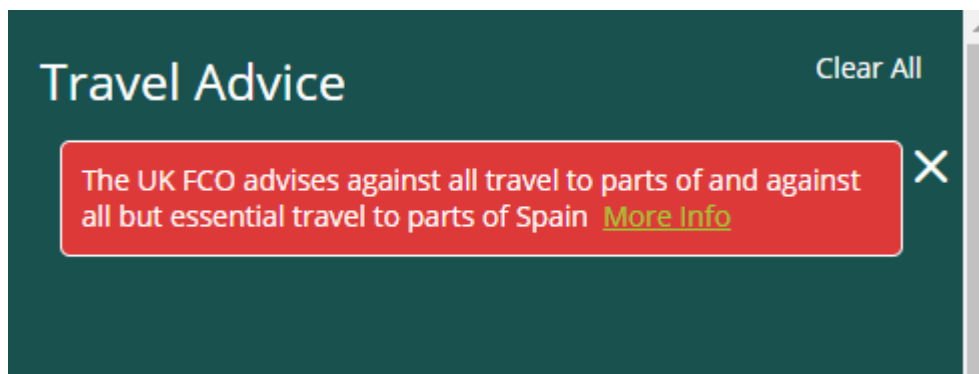 Travel Advice
Clear All
The UK FCO advises against all travel to parts of and against
all but essential travel to parts of Spain More Info